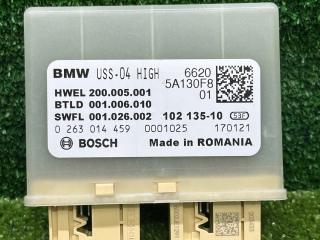 BMW USS-04 HIGH 6620
5A130F8
HWEL 200.005.001 01
BTLD 001.006.010
SWFL 001.026.002 102 135-10 SAF
0 263 014 459 0001025 170121
BOSCH Made in ROMANIA